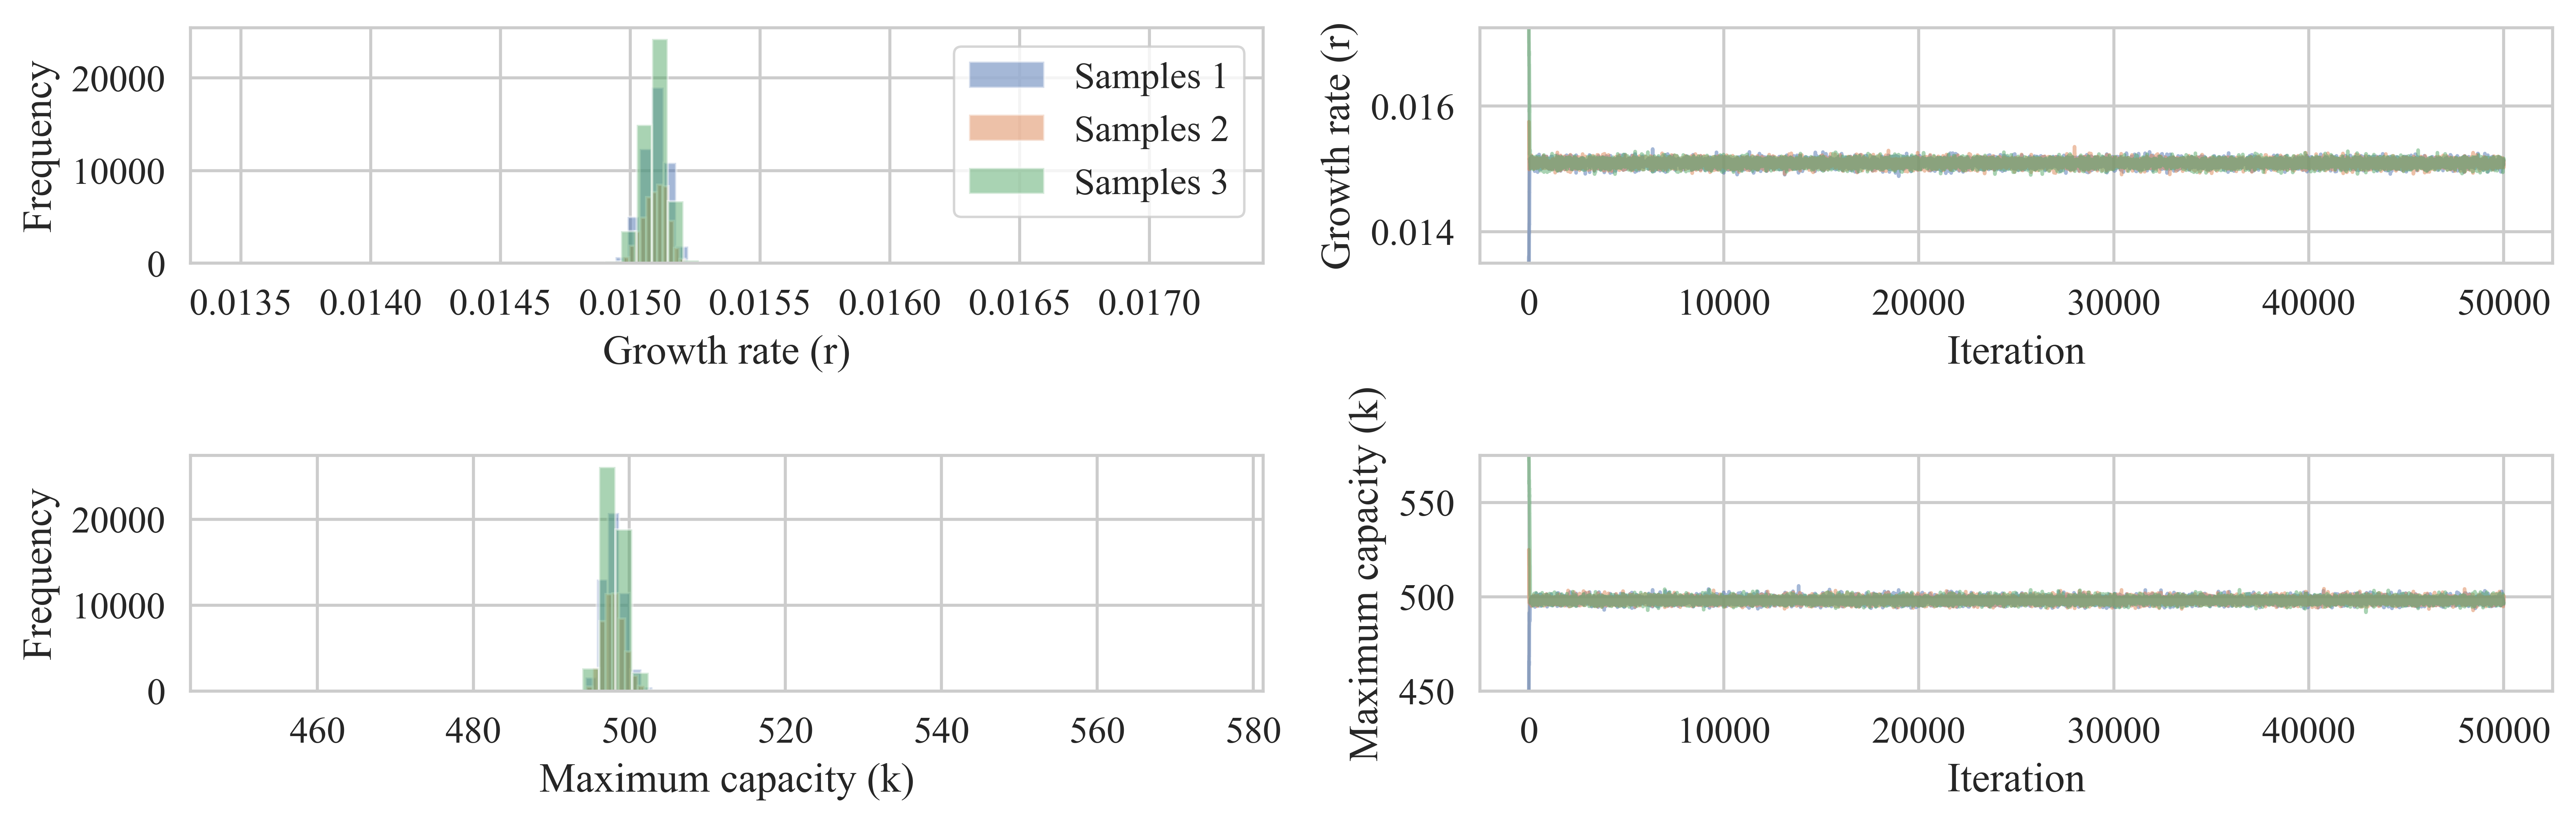 Frequency
20000
10000
0
Samples 1
Samples 2
Samples 3
0.0135 0.0140 0.0145 0.0150 0.0155 0.0160 0.0165 0.0170
Growth rate (r)
Growth rate (r)
0.016
0.014
0 10000 20000 30000 40000 50000
Iteration
Frequency
20000
10000
0
460 480 500 520 540 560 580
Maximum capacity (k)
Maximum capacity (k)
550
500
450
0 10000 20000 30000 40000 50000
Iteration